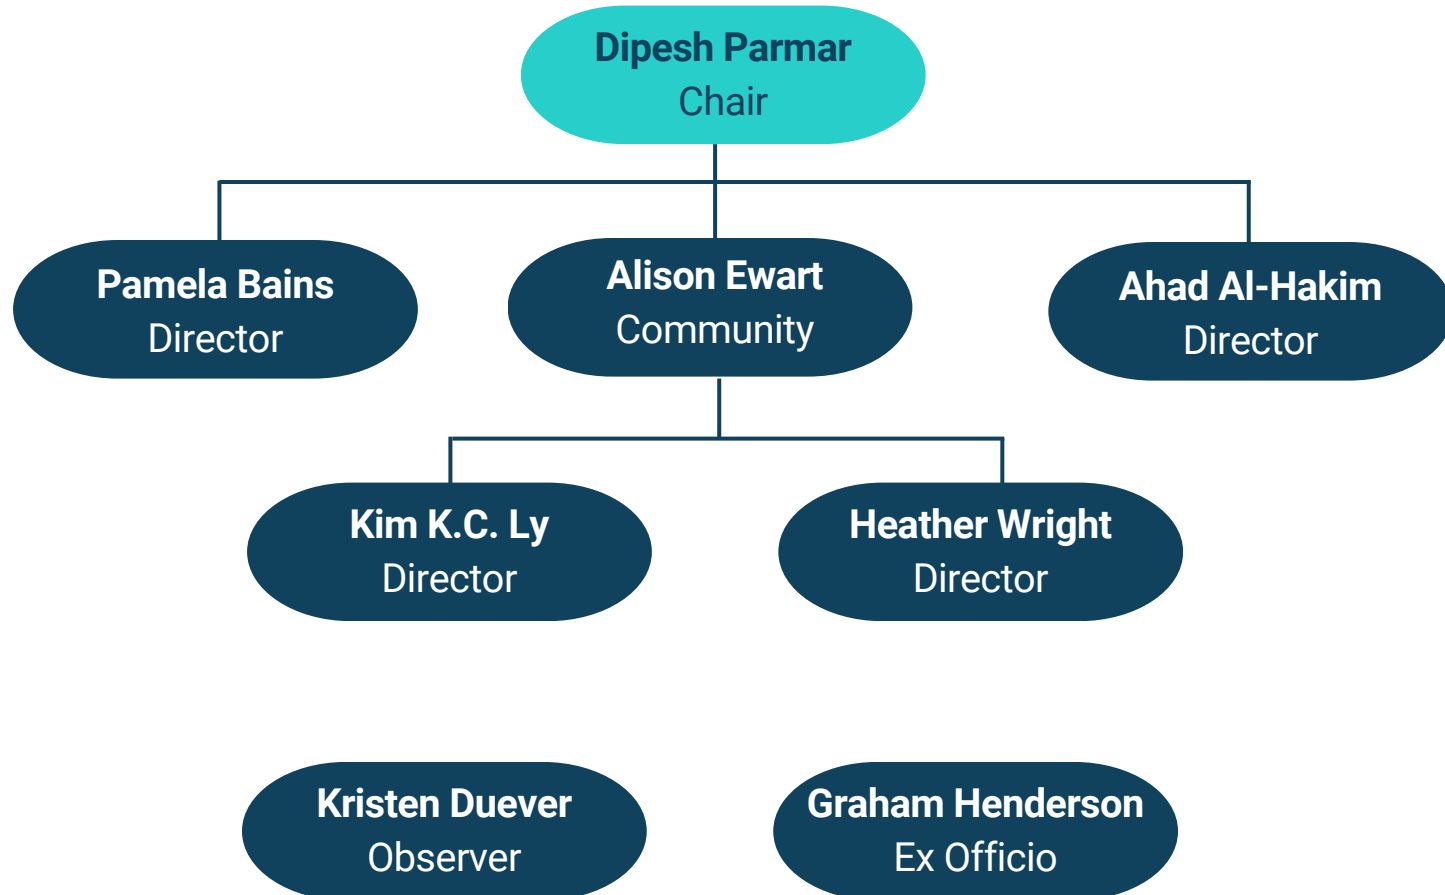 Dipesh Parmar
Chair
Pamela Bains
Director
Alison Ewart
Community
Ahad Al-Hakim
Director
Kim K.C. Ly
Director
Heather Wright
Director
Kristen Duever
Observer
Graham Henderson
Ex Officio